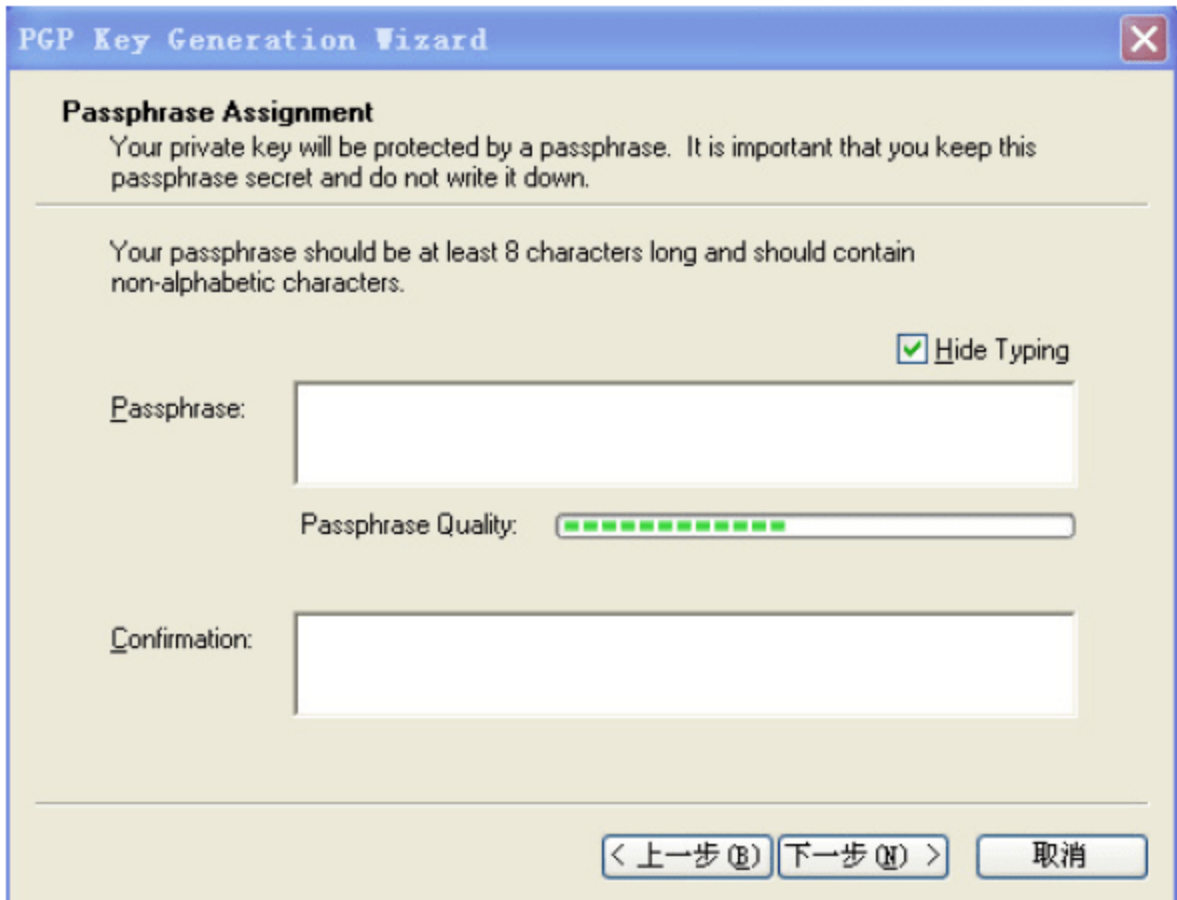 PGP Key Generation Wizard
Passphrase Assignment
Your private key will be protected by a passphrase. It is important that you keep this
passphrase secret and do not write it down.
Your passphrase should be at least 8 characters long and should contain
non-alphabetic characters.
Hide Typing
Passphrase:
Passphrase Quality:
Confirmation:
< 上一步(B) 下一步(N) > 取消